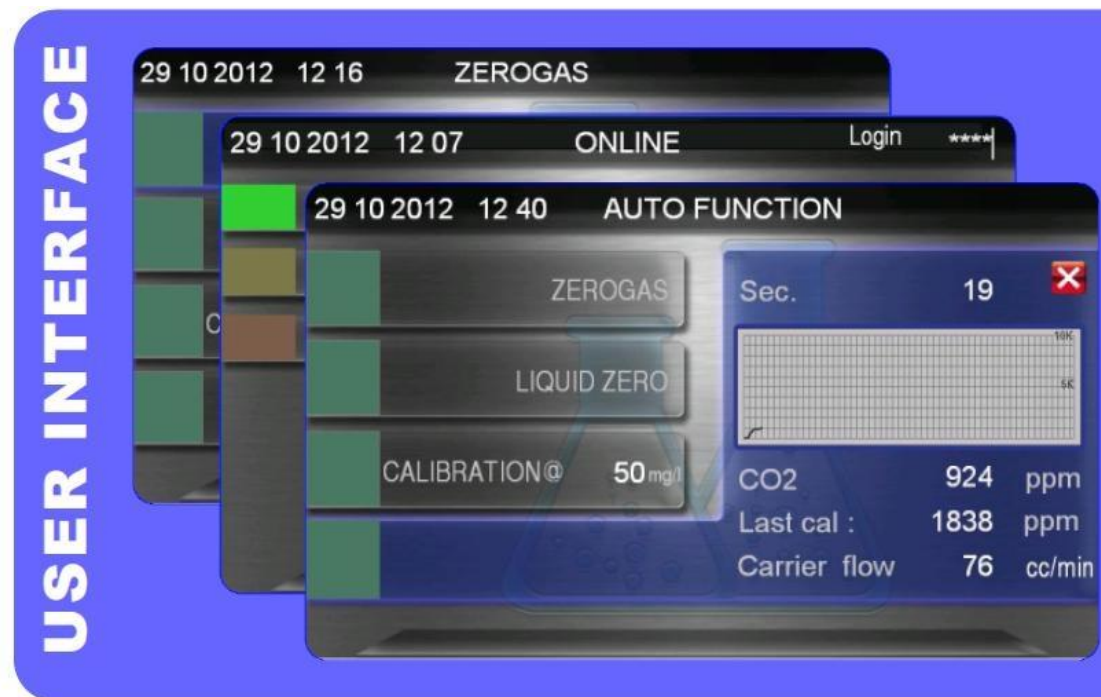 USER INTERFACE
29 10 2012 12 16 ZEROGAS
29 10 2012 12 07 ONLINE Login ****
C
29 10 2012 12 40 AUTO FUNCTION
ZEROGAS
LIQUID ZERO
CALIBRATION@ 50 mg/l
Sec. 19
10K
5K
CO2 924 ppm
Last cal : 1838 ppm
Carrier flow 76 cc/min